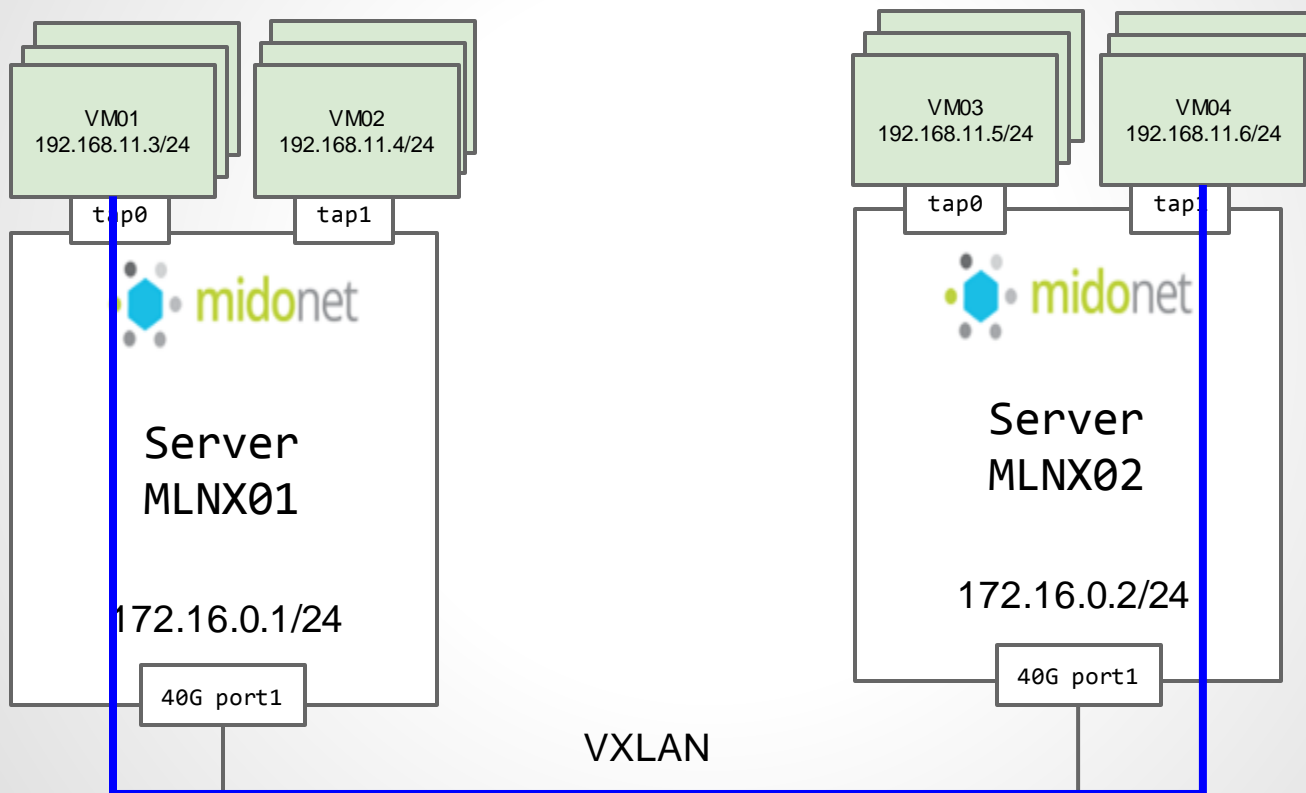 VM01
192.168.11.3/24
VM02
192.168.11.4/24
tap0
tap1
midonet
Server
MLNX01
172.16.0.1/24
40G port1
VXLAN
VM03
192.168.11.5/24
VM04
192.168.11.6/24
tap0
tap1
midonet
Server
MLNX02
172.16.0.2/24
40G port1